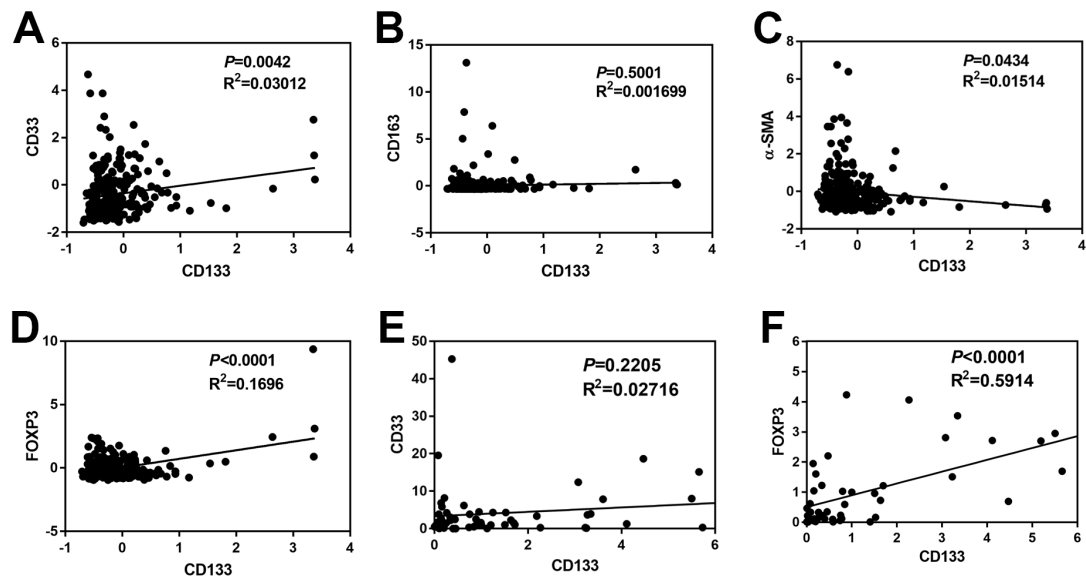 A
6
4
2
0
-2
CD33
P=0.0042
R²=0.03012
-1 0 1 2 3 4
CD133
B
15
10
5
0
-5
CD163
P=0.5001
R²=0.001699
-1 0 1 2 3 4
CD133
C
8
6
4
2
0
-2
α-SMA
P=0.0434
R²=0.01514
-1 0 1 2 3 4
CD133
D
10
5
0
-5
FOXP3
P<0.0001
R²=0.1696
-1 0 1 2 3 4
CD133
E
50
40
30
20
10
0
CD33
P=0.2205
R²=0.02716
0 2 4 6
CD133
F
6
5
4
3
2
1
0
FOXP3
P<0.0001
R²=0.5914
0 1 2 3 4 5 6
CD133